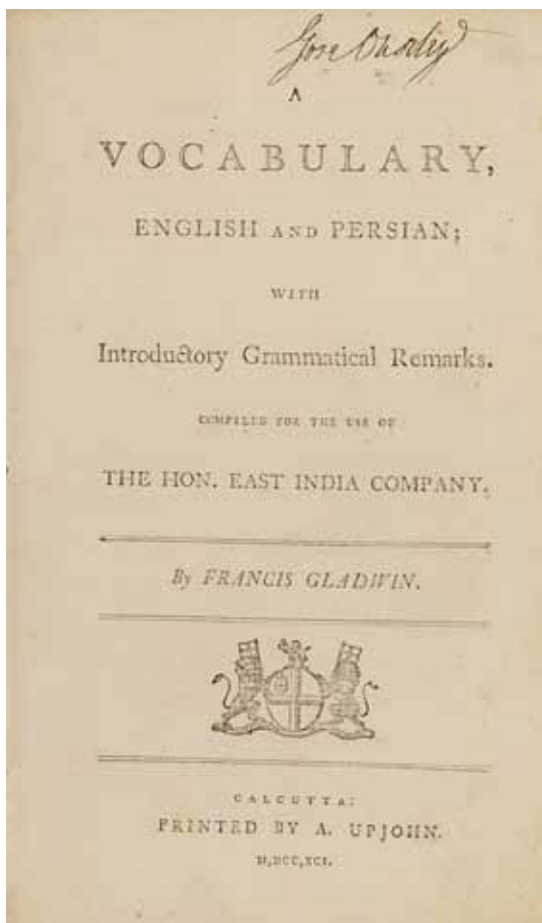 A
VOCABULARY,
ENGLISH AND PERSIAN;
WITH
Introductory Grammatical Remarks.
COMPILED FOR THE USE OF
THE HON. EAST INDIA COMPANY.
By FRANCIS GLADWIN.
CALCUTTA:
PRINTED BY A. UPJOHN.
M,DCC,XCI.